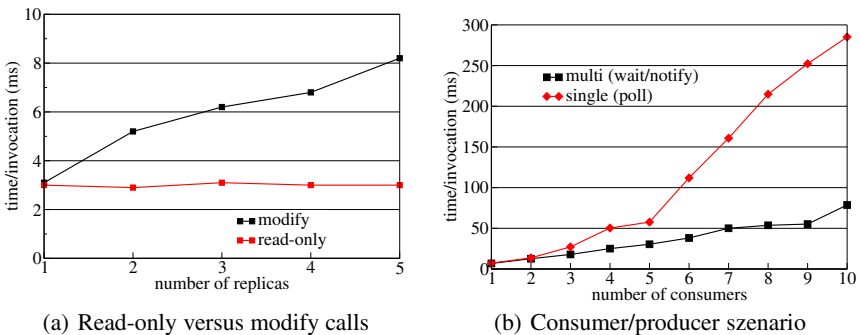 10
8
6
4
2
0
1
2
3
4
5
time/invocation (ms)
number of replicas
modify
read-only
(a) Read-only versus modify calls
300
250
200
150
100
50
0
1
2
3
4
5
6
7
8
9
10
time/invocation (ms)
number of consumers
multi (wait/notify)
single (poll)
(b) Consumer/producer szenario